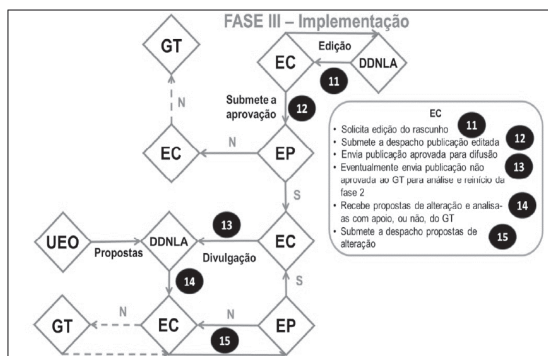 FASE III – Implementação
GT
Edição
EC
11
DDNLA
N
Submete a
aprovação
12
EC
N
EP
S
UEO
Propostas
DDNLA
13
Divulgação
EC
14
S
GT
N
EC
N
EP
15
EC
• Solicita edição do rascunho 11
• Submete a despacho publicação editada 12
• Envia publicação aprovada para difusão
• Eventualmente envia publicação não 13
aprovada ao GT para análise e reinício da
fase 2
• Recebe propostas de alteração e analisa- 14
as com apoio, ou não, do GT
• Submete a despacho propostas de 15
alteração